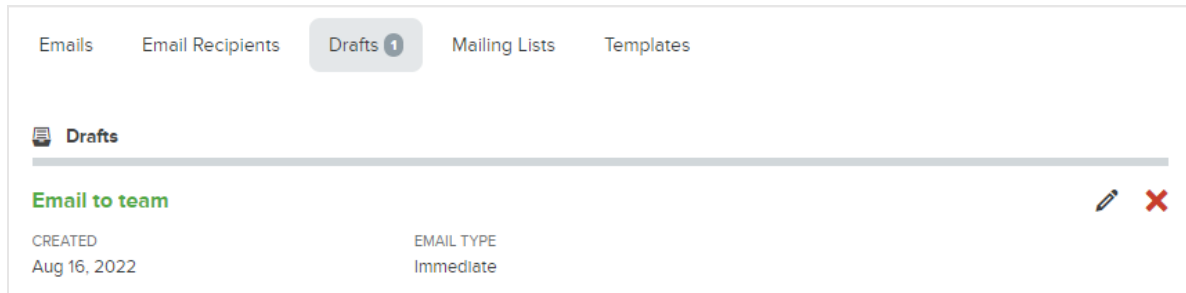 Emails Email Recipients Drafts 1 Mailing Lists Templates
Drafts
Email to team
CREATED EMAIL TYPE
Aug 16, 2022 Immediate